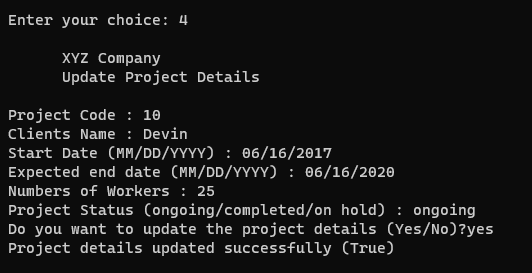 Enter your choice: 4
XYZ Company
Update Project Details
Project Code : 10
Clients Name : Devin
Start Date (MM/DD/YYYY) : 06/16/2017
Expected end date (MM/DD/YYYY) : 06/16/2020
Numbers of Workers : 25
Project Status (ongoing/completed/on hold) : ongoing
Do you want to update the project details (Yes/No)?yes
Project details updated successfully (True)